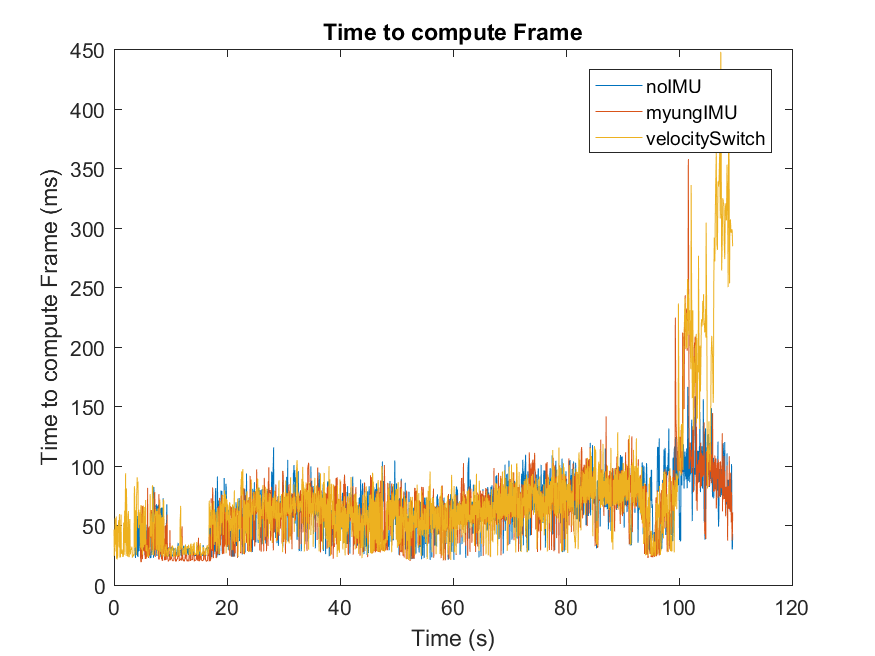 Time to compute Frame
450
400
350
300
250
200
150
100
50
0
Time to compute Frame (ms)
noIMU
myungIMU
velocitySwitch
0 20 40 60 80 100 120
Time (s)